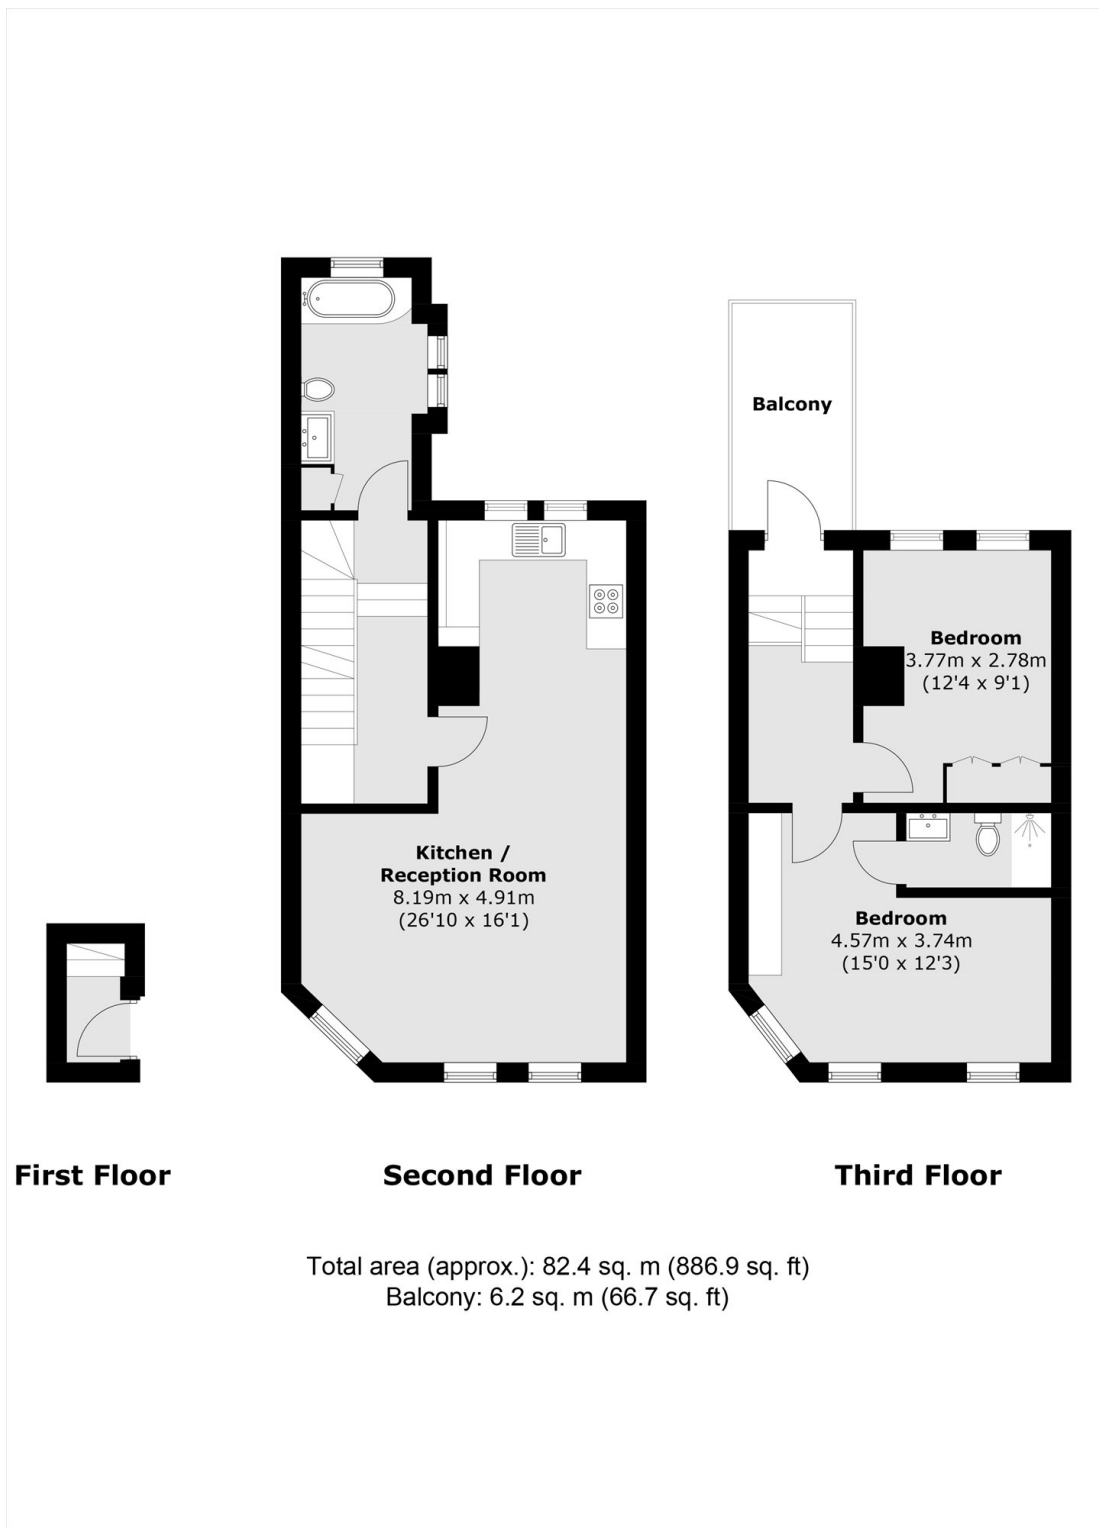 Balcony
Bedroom
3.77m x 2.78m
(12'4 x 9'1)
Kitchen /
Reception Room
8.19m x 4.91m
(26'10 x 16'1)
Bedroom
4.57m x 3.74m
(15'0 x 12'3)
First Floor
Second Floor
Third Floor
Total area (approx.): 82.4 sq. m (886.9 sq. ft)
Balcony: 6.2 sq. m (66.7 sq. ft)